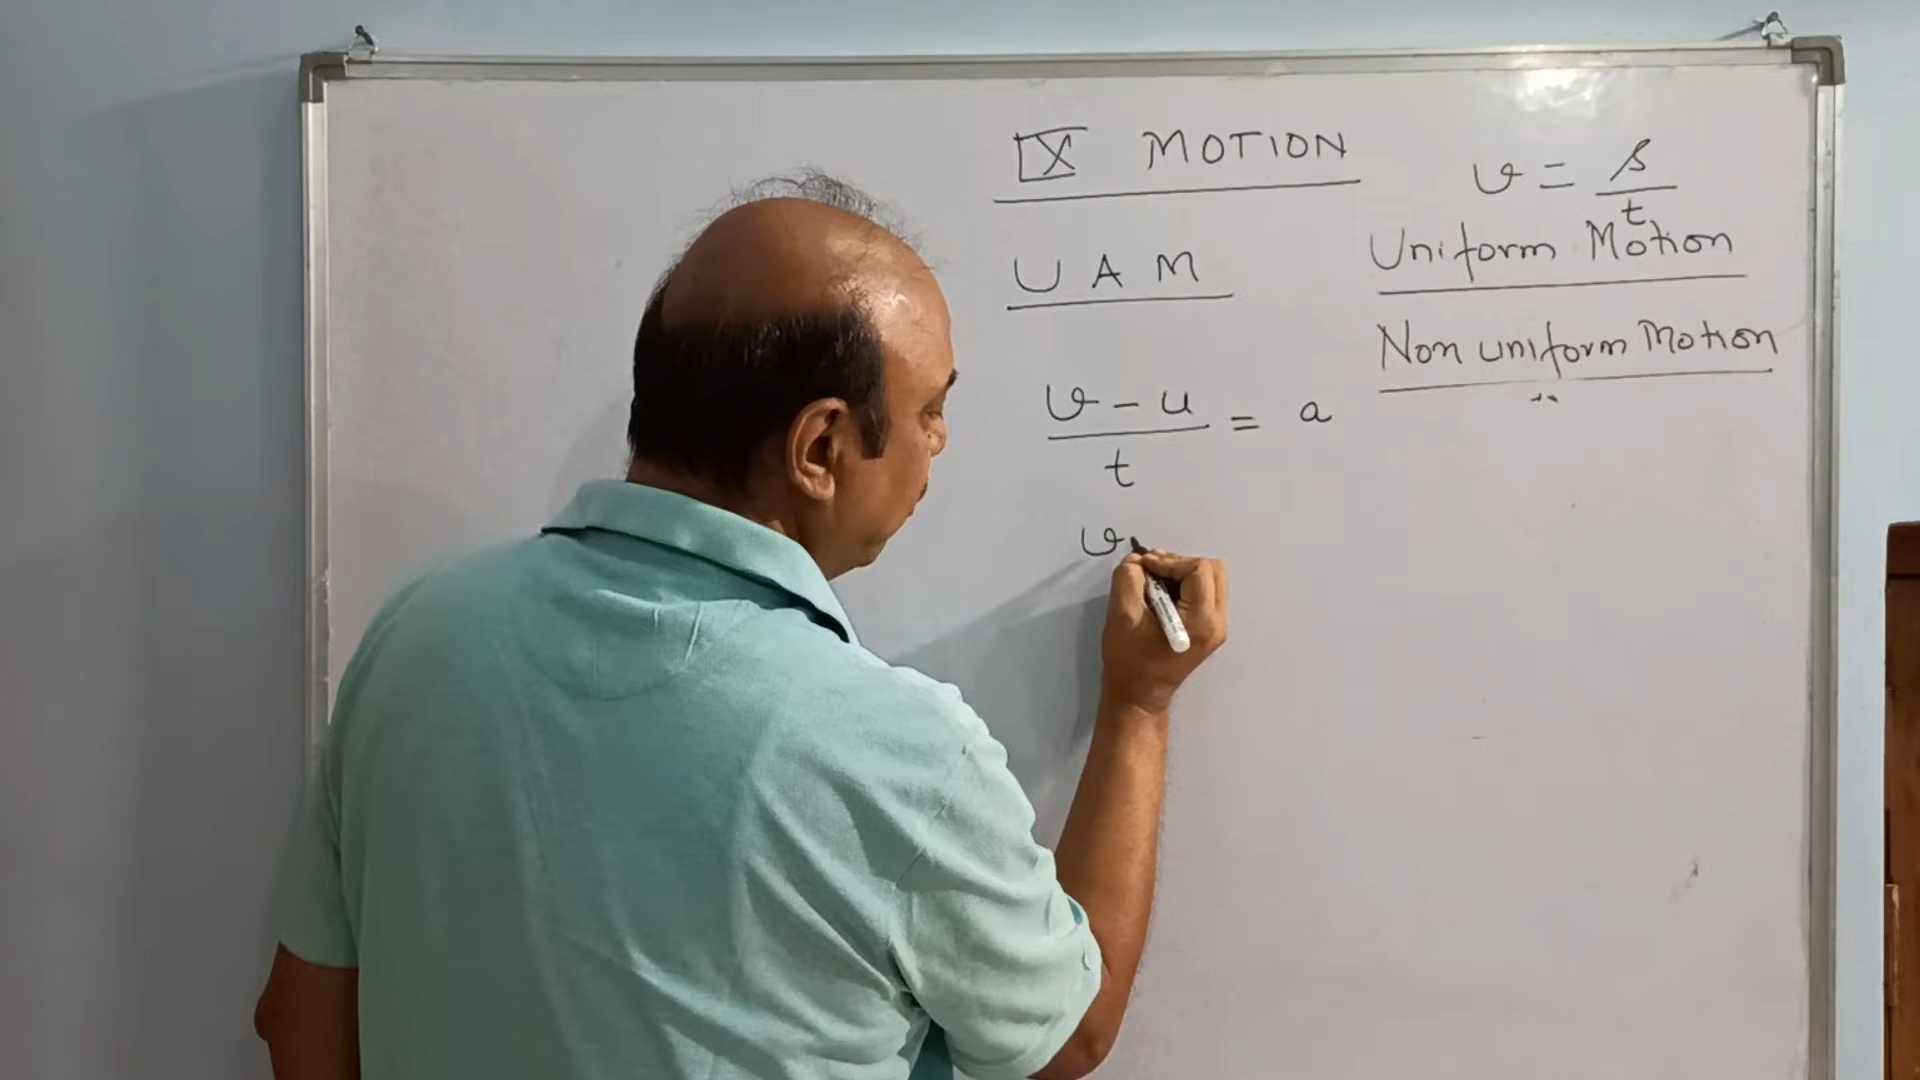 IX MOTION
UAM
v - u / t = a
v
v = s / t
Uniform Motion
Non uniform Motion